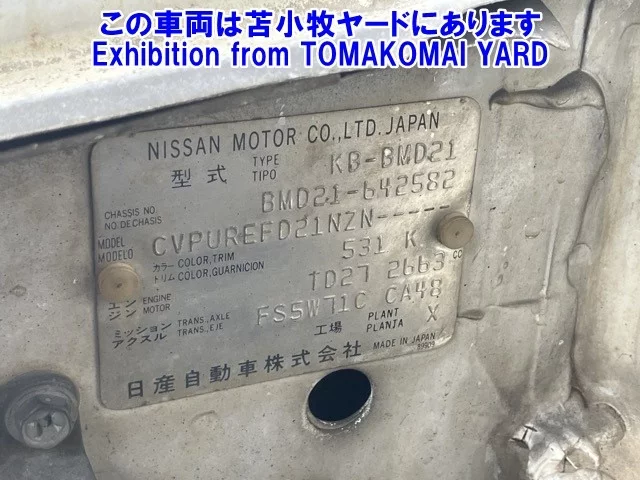 この車両は苫小牧ヤードにあります
Exhibition from TOMAKOMAI YARD
NISSAN MOTOR CO.,LTD. JAPAN
型式 TYPE TIPO KB-BMD21
CHASSIS NO. NO.DE CHASIS BMD21-642582
MODEL MODELO CVPUREFD21NZN-----
カラー COLOR,TRIM トリム COLOR,GUARNICION 531 K
エンジン ENGINE MOTOR TD27 2663 cc
ミッション アクスル TRANS.,AXLE TRANS.,EJE FS5W71C CA48
工場 PLANT PLANTA X
日産自動車株式会社 MADE IN JAPAN